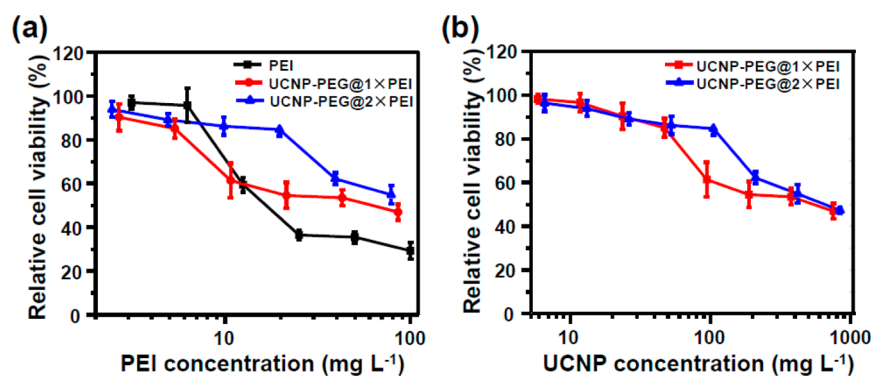 (a)
Relative cell viability (%)
120
100
80
60
40
20
0
PEI
UCNP-PEG@1×PEI
UCNP-PEG@2×PEI
10
100
PEI concentration (mg L-1)
(b)
Relative cell viability (%)
120
100
80
60
40
20
0
UCNP-PEG@1×PEI
UCNP-PEG@2×PEI
10
100
1000
UCNP concentration (mg L-1)